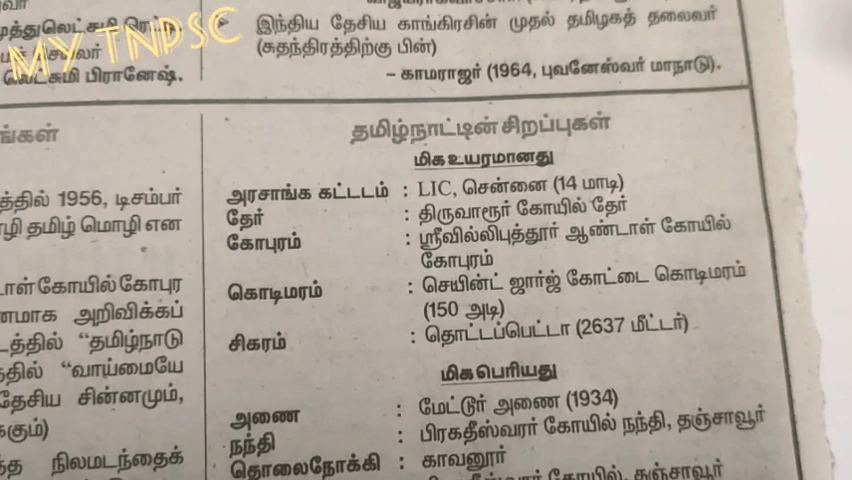 MY TNPSC
இந்திய தேசிய காங்கிரசின் முதல் தமிழகத் தலைவர்
(சுதந்திரத்திற்கு பின்)
– காமராஜர் (1964, புவனேஸ்வர் மாநாடு).
லெட்சுமி பிரானேஷ்.
த்தில் 1956, டிசம்பர்
ழி தமிழ் மொழி என
டாள் கோயில் கோபுர
னமாக அறிவிக்கப்
டத்தில் “தமிழ்நாடு
த்தில் “வாய்மையே
தேசிய சின்னமும்,
கும்)
நிலமடந்தைக்
தமிழ்நாட்டின் சிறப்புகள்
மிக உயரமானது
அரசாங்க கட்டடம் : LIC, சென்னை (14 மாடி)
தேர் : திருவாரூர் கோயில் தேர்
கோபுரம் : ஸ்ரீவில்லிபுத்தூர் ஆண்டாள் கோயில்
கோபுரம்
கொடிமரம் : செயின்ட் ஜார்ஜ் கோட்டை கொடிமரம்
(150 அடி)
சிகரம் : தொட்டப்பெட்டா (2637 மீட்டர்)
மிக பெரியது
அணை : மேட்டூர் அணை (1934)
நந்தி : பிரகதீஸ்வரர் கோயில் நந்தி, தஞ்சாவூர்
தொலைநோக்கி : காவனூர்
கோயில், தஞ்சாவூர்